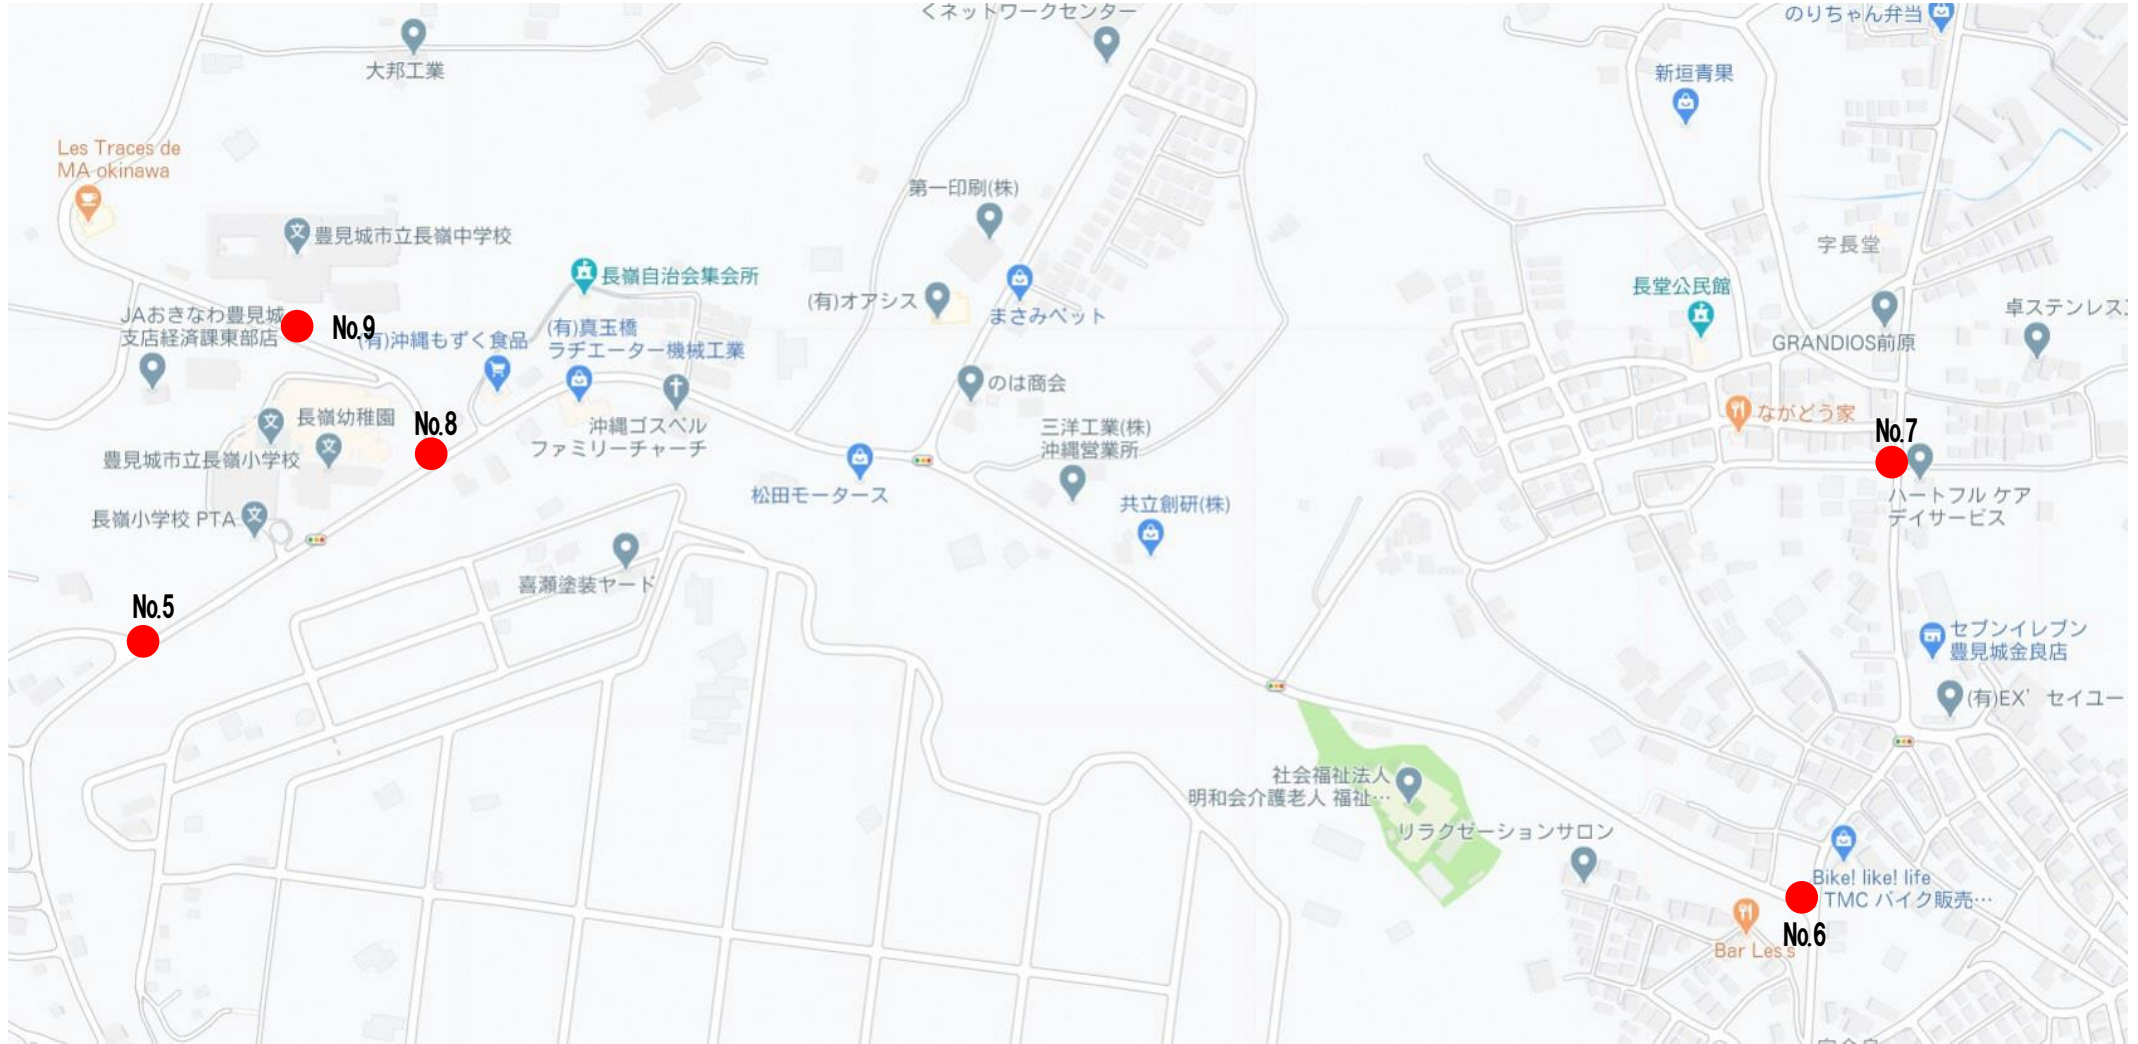 くネットワークセンター
のりちゃん弁当
大邦工業
新垣青果
Les Traces de
MA okinawa
第一印刷(株)
豊見城市立長嶺中学校
字長堂
長嶺自治会集会所
長堂公民館
(有)オアシス
まさみペット
JAおきなわ豊見城
支店経済課東部店
No.9
(有)沖縄もずく食品
(有)真玉橋
ラヂエーター機械工業
GRANDIOS前原
卓ステンレス
のは商会
長嶺幼稚園
No.8
沖縄ゴスペル
ファミリーチャーチ
三洋工業(株)
沖縄営業所
ながとう家
No.7
豊見城市立長嶺小学校
松田モータース
共立創研(株)
ハートフル ケア
デイサービス
長嶺小学校 PTA
喜瀬塗装ヤード
No.5
セブンイレブン
豊見城金良店
(有)EX’セイユー
社会福祉法人
明和会介護老人 福祉…
リラクゼーションサロン
Bike! like! life
TMC バイク販売…
No.6
Bar Les's